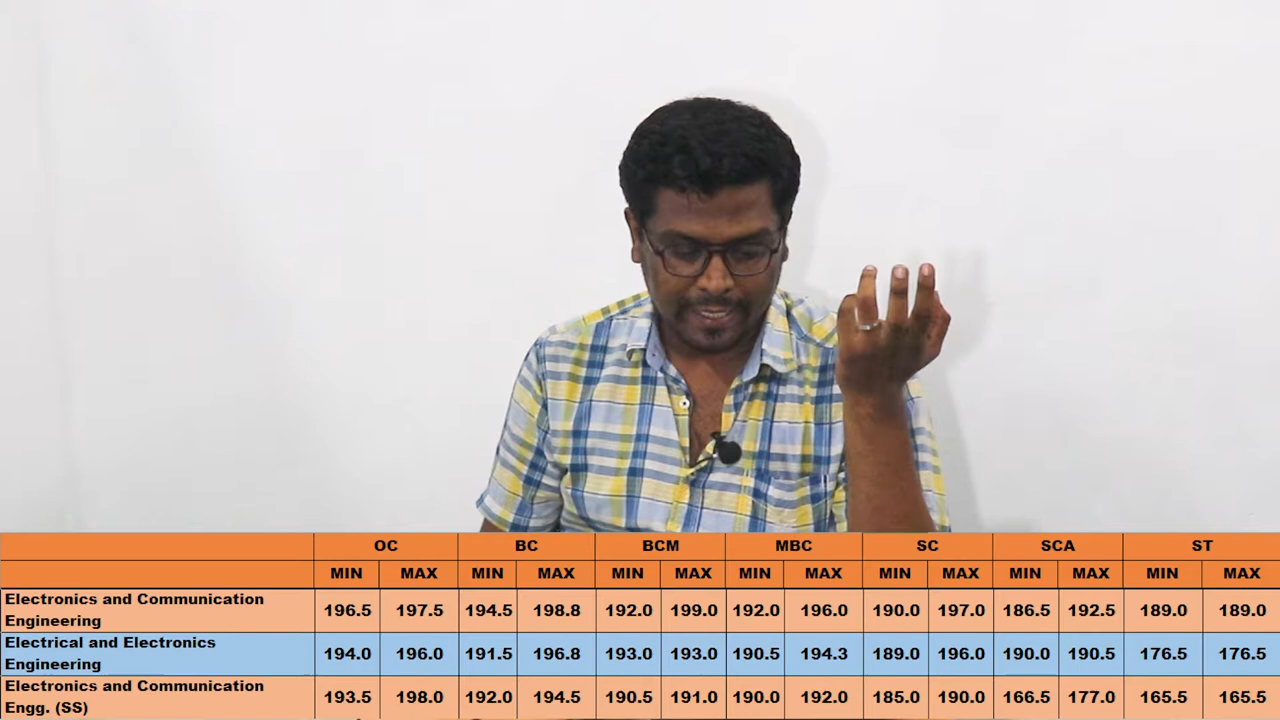 OC BC BCM MBC SC SCA ST
MIN MAX MIN MAX MIN MAX MIN MAX MIN MAX MIN MAX MIN MAX
Electronics and Communication
Engineering 196.5 197.5 194.5 198.8 192.0 199.0 192.0 196.0 190.0 197.0 186.5 192.5 189.0 189.0
Electrical and Electronics
Engineering 194.0 196.0 191.5 196.8 193.0 193.0 190.5 194.3 189.0 196.0 190.0 190.5 176.5 176.5
Electronics and Communication
Engg. (SS) 193.5 198.0 192.0 194.5 190.5 191.0 190.0 192.0 185.0 190.0 166.5 177.0 165.5 165.5